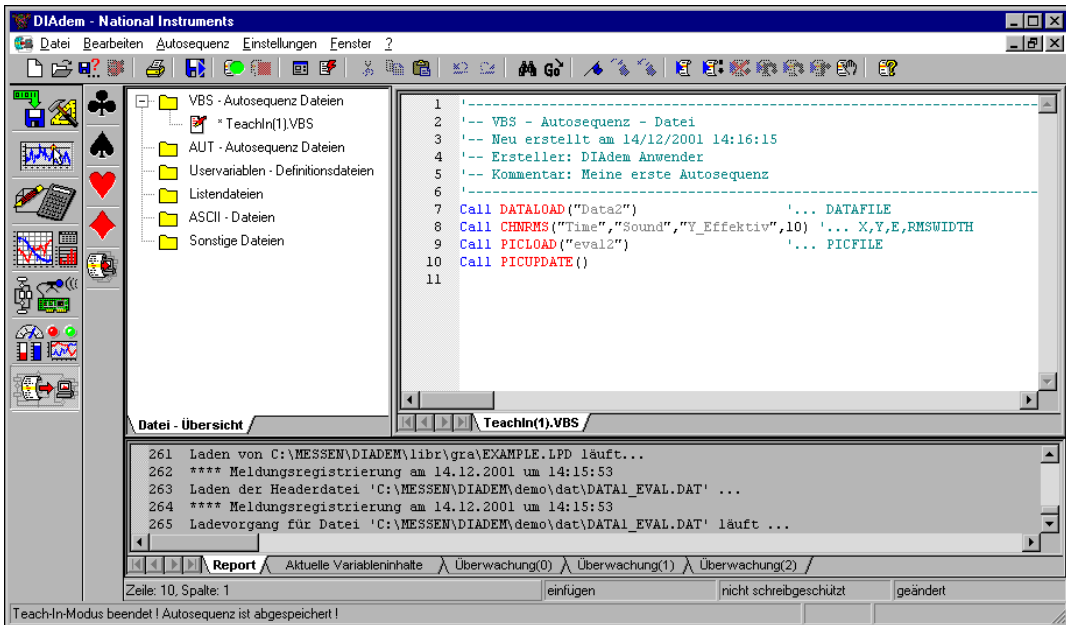 DIAdem - National Instruments
Datei Bearbeiten Autosequenz Einstellungen Fenster ?
VBS - Autosequenz Dateien
* TeachIn(1).VBS
AUT - Autosequenz Dateien
Uservariablen - Definitionsdateien
Listendateien
ASCII - Dateien
Sonstige Dateien
Datei - Übersicht
1 '--------------------------------------------------------------------------
2 '-- VBS - Autosequenz - Datei
3 '-- Neu erstellt am 14/12/2001 14:16:15
4 '-- Ersteller: DIAdem Anwender
5 '-- Kommentar: Meine erste Autosequenz
6 '--------------------------------------------------------------------------
7 Call DATALOAD("Data2") '... DATAFILE
8 Call CHNRMS("Time","Sound","Y_Effektiv",10) '... X,Y,E,RMSWIDTH
9 Call PICLOAD("eval2") '... PICFILE
10 Call PICUPDATE()
11
TeachIn(1).VBS
261 Laden von C:\MESSEN\DIADEM\libr\gra\EXAMPLE.LPD läuft...
262 **** Meldungsregistrierung am 14.12.2001 um 14:15:53
263 Laden der Headerdatei 'C:\MESSEN\DIADEM\demo\dat\DATA1_EVAL.DAT' ...
264 **** Meldungsregistrierung am 14.12.2001 um 14:15:53
265 Ladevorgang für Datei 'C:\MESSEN\DIADEM\demo\dat\DATA1_EVAL.DAT' läuft ...
Report Aktuelle Variableninhalte Überwachung(0) Überwachung(1) Überwachung(2)
Zeile: 10, Spalte: 1 einfügen nicht schreibgeschützt geändert
Teach-In-Modus beendet ! Autosequenz ist abgespeichert !